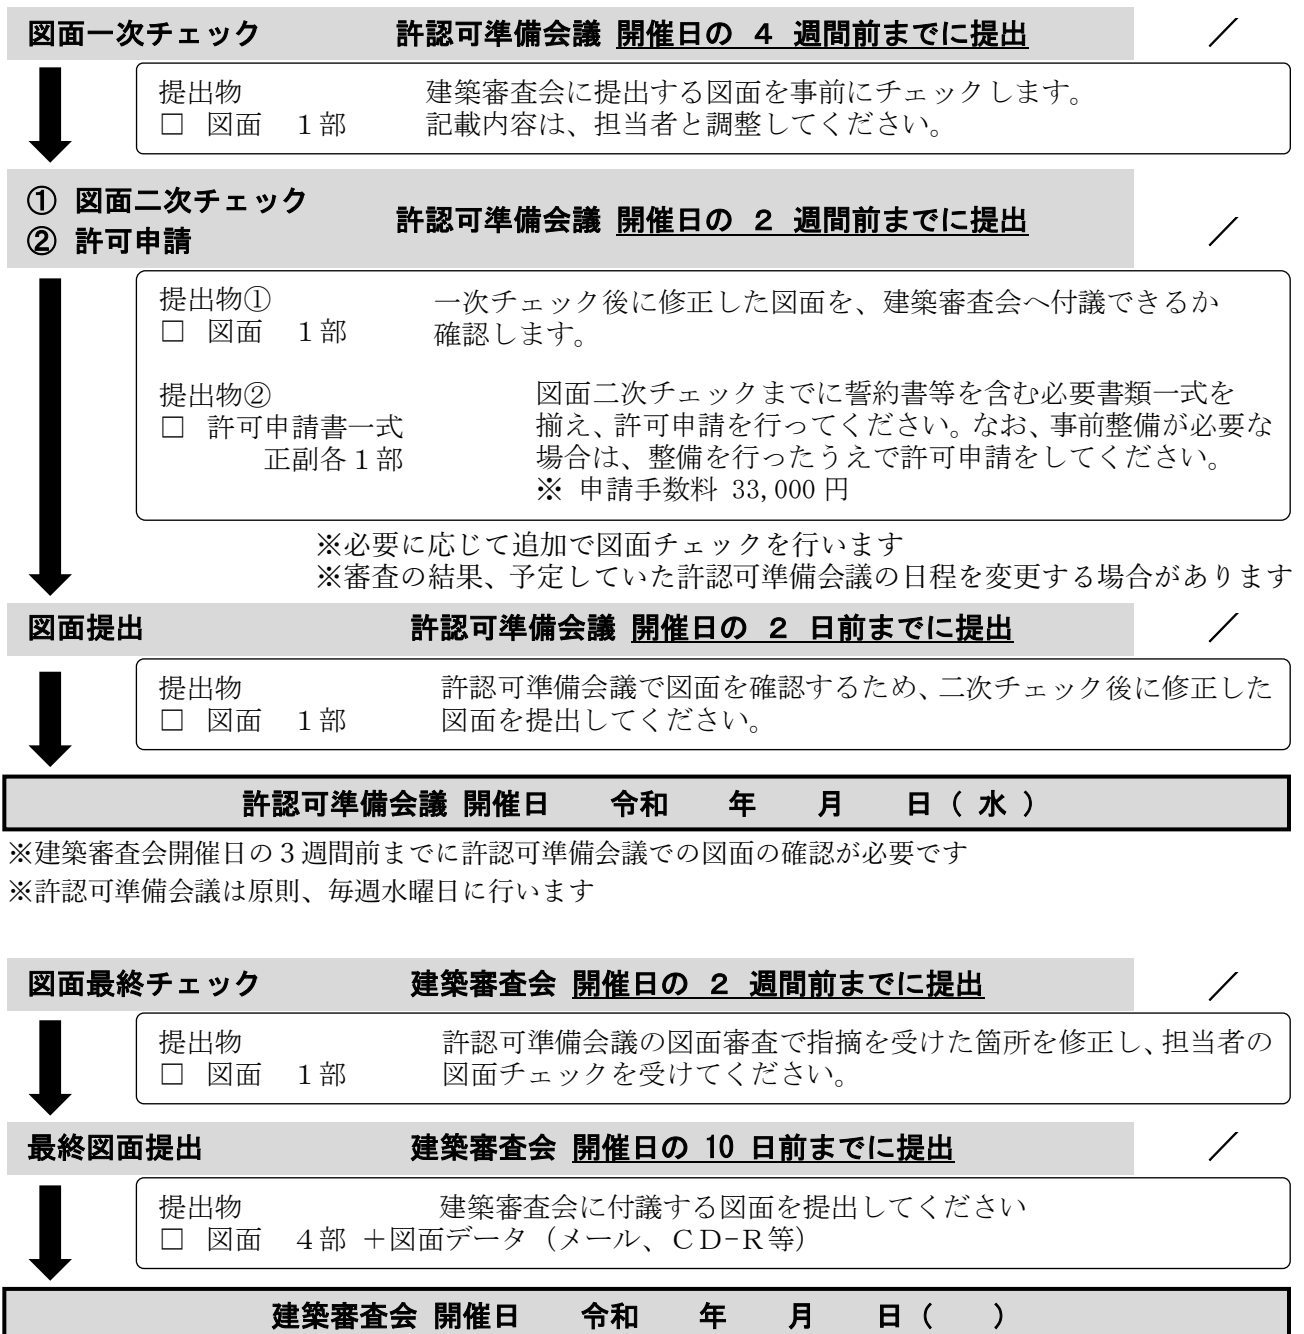 図面一次チェック 許認可準備会議 開催日の ４ 週間前までに提出 ／
提出物 建築審査会に提出する図面を事前にチェックします。
□ 図面 １部 記載内容は、担当者と調整してください。
① 図面二次チェック
② 許可申請
許認可準備会議 開催日の ２ 週間前までに提出 ／
提出物① 一次チェック後に修正した図面を、建築審査会へ付議できるか
□ 図面 １部 確認します。
提出物② 図面二次チェックまでに誓約書等を含む必要書類一式を
□ 許可申請書一式 揃え、許可申請を行ってください。なお、事前整備が必要な
正副各１部 場合は、整備を行ったうえで許可申請をしてください。
※ 申請手数料 33,000 円
※必要に応じて追加で図面チェックを行います
※審査の結果、予定していた許認可準備会議の日程を変更する場合があります
図面提出 許認可準備会議 開催日の ２ 日前までに提出 ／
提出物 許認可準備会議で図面を確認するため、二次チェック後に修正した
□ 図面 １部 図面を提出してください。
許認可準備会議 開催日 令和 年 月 日（ 水 ）
※建築審査会開催日の３週間前までに許認可準備会議での図面の確認が必要です
※許認可準備会議は原則、毎週水曜日に行います
図面最終チェック 建築審査会 開催日の ２ 週間前までに提出 ／
提出物 許認可準備会議の図面審査で指摘を受けた箇所を修正し、担当者の
□ 図面 １部 図面チェックを受けてください。
最終図面提出 建築審査会 開催日の 10 日前までに提出 ／
提出物 建築審査会に付議する図面を提出してください
□ 図面 ４部 ＋図面データ（メール、ＣＤ−Ｒ等）
建築審査会 開催日 令和 年 月 日（ ）